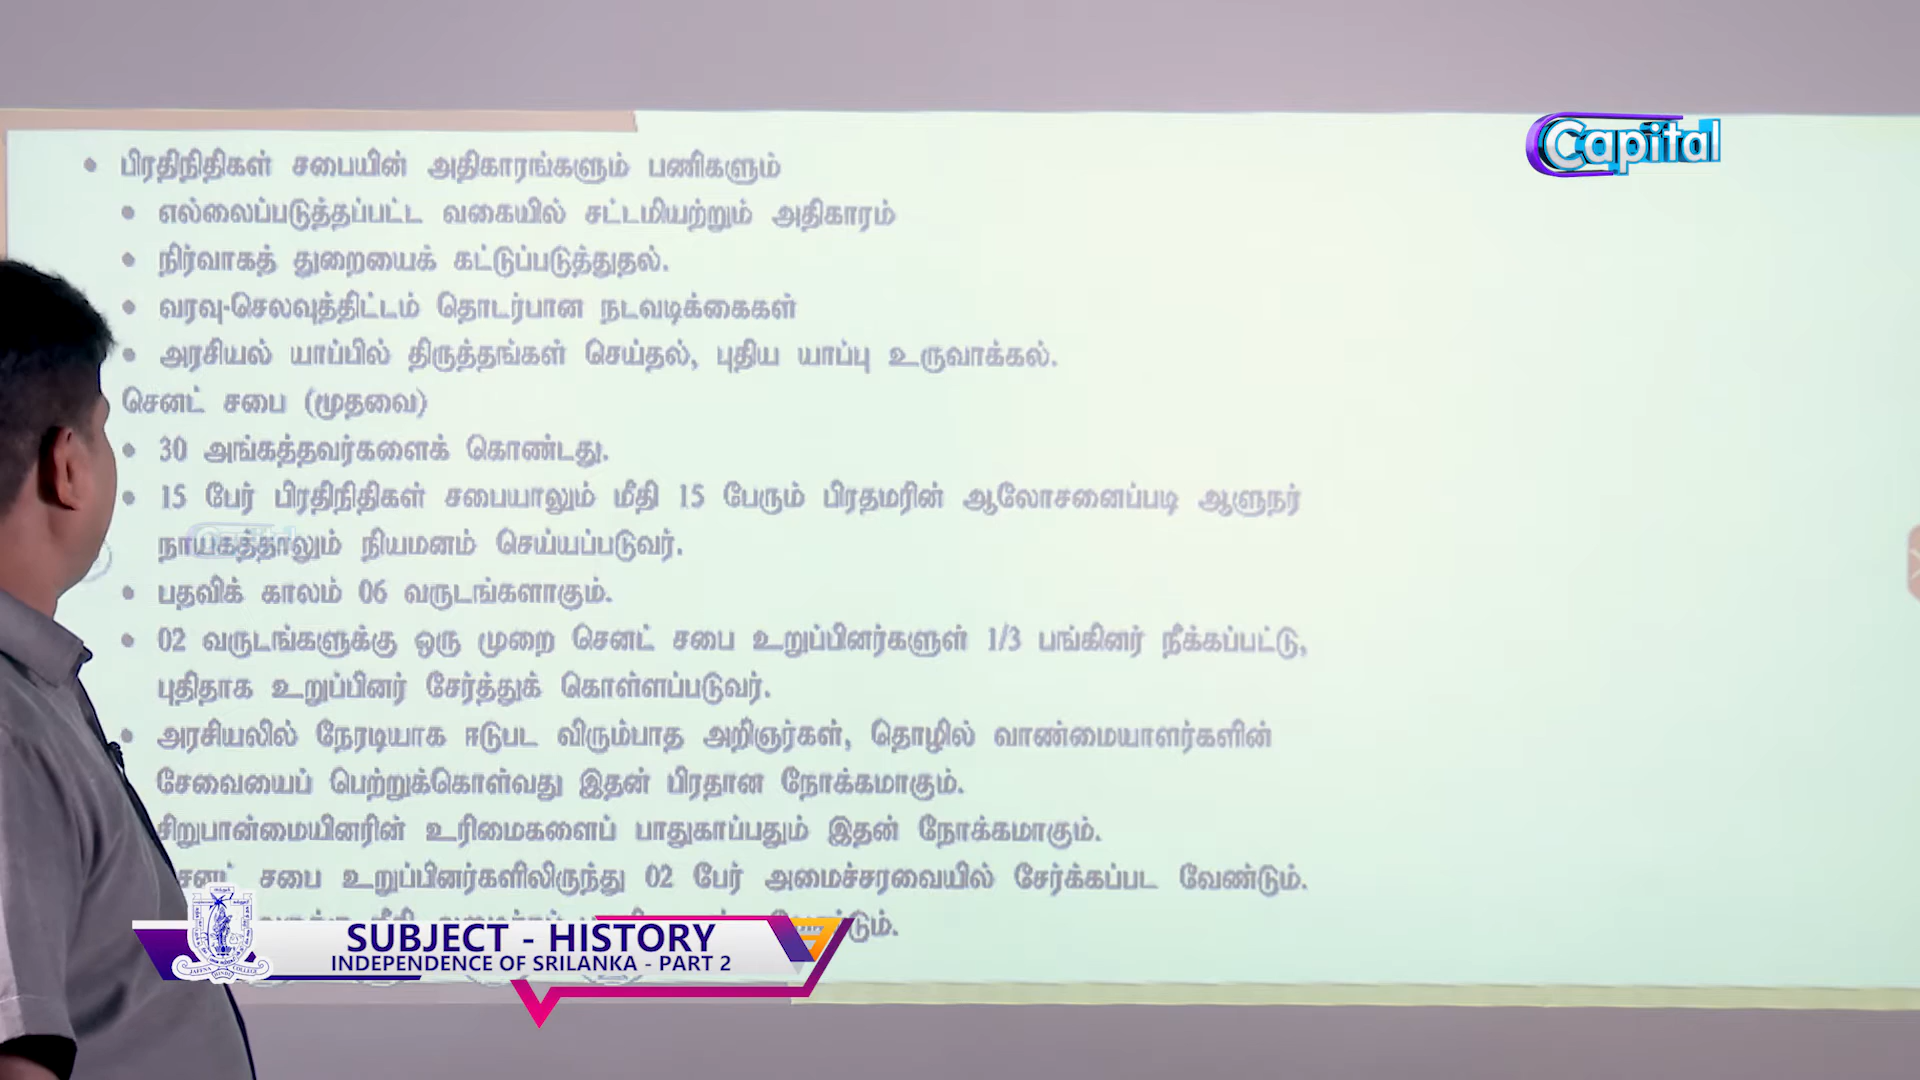 Capital
• பிரதிநிதிகள் சபையின் அதிகாரங்களும் பணிகளும்
• எல்லைப்படுத்தப்பட்ட வகையில் சட்டமியற்றும் அதிகாரம்
• நிர்வாகத் துறையைக் கட்டுப்படுத்துதல்.
• வரவு-செலவுத்திட்டம் தொடர்பான நடவடிக்கைகள்
• அரசியல் யாப்பில் திருத்தங்கள் செய்தல், புதிய யாப்பு உருவாக்கல்.
செனட் சபை (மூதவை)
• 30 அங்கத்தவர்களைக் கொண்டது.
• 15 பேர் பிரதிநிதிகள் சபையாலும் மீதி 15 பேரும் பிரதமரின் ஆலோசனைப்படி ஆளுநர்
நாயகத்தாலும் நியமனம் செய்யப்படுவர்.
• பதவிக் காலம் 06 வருடங்களாகும்.
• 02 வருடங்களுக்கு ஒரு முறை செனட் சபை உறுப்பினர்களுள் 1/3 பங்கினர் நீக்கப்பட்டு,
புதிதாக உறுப்பினர் சேர்த்துக் கொள்ளப்படுவர்.
• அரசியலில் நேரடியாக ஈடுபட விரும்பாத அறிஞர்கள், தொழில் வாண்மையாளர்களின்
சேவையைப் பெற்றுக்கொள்வது இதன் பிரதான நோக்கமாகும்.
சிறுபான்மையினரின் உரிமைகளைப் பாதுகாப்பதும் இதன் நோக்கமாகும்.
சபை உறுப்பினர்களிலிருந்து 02 பேர் அமைச்சரவையில் சேர்க்கப்பட வேண்டும்.
SUBJECT - HISTORY
INDEPENDENCE OF SRILANKA - PART 2
JAFFNA HINDU COLLEGE